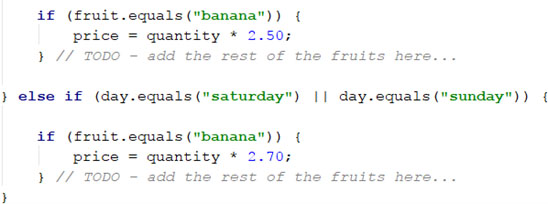 if (fruit.equals("banana")) {
price = quantity * 2.50;
} // TODO – add the rest of the fruits here...
} else if (day.equals("saturday") || day.equals("sunday")) {
if (fruit.equals("banana")) {
price = quantity * 2.70;
} // TODO – add the rest of the fruits here...
}